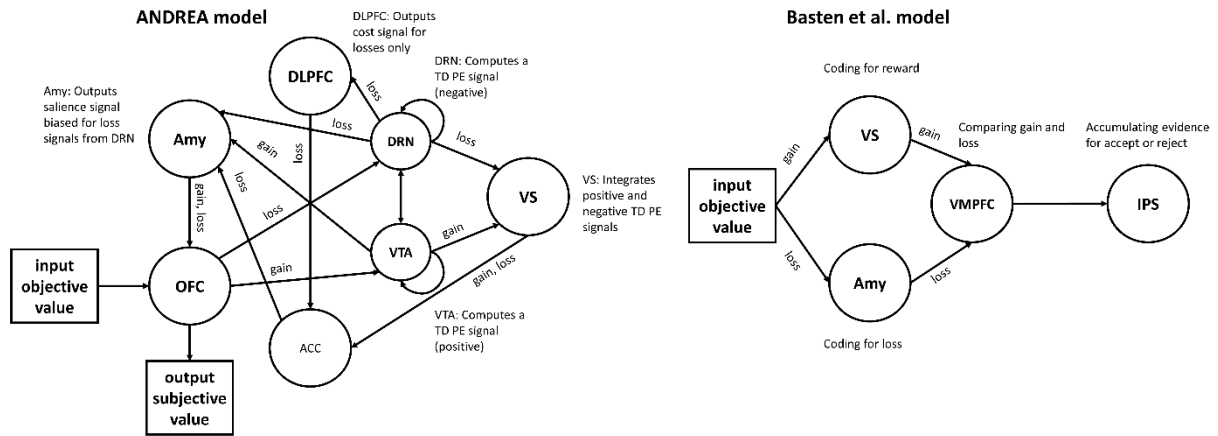 ANDREA model
DLPFC: Outputs
cost signal for
losses only
DRN: Computes a
TD PE signal
(negative)
Amy: Outputs
salience signal
biased for loss
signals from DRN
DLPFC
loss
Amy
loss
DRN
loss
gain
loss
loss
VS
VS: Integrates
positive and
negative TD PE
signals
gain, loss
loss
VTA
gain
input
objective
value
OFC
gain
gain, loss
VTA: Computes a
TD PE signal
(positive)
ACC
output
subjective
value
Basten et al. model
Coding for reward
VS
gain
Comparing gain and
loss
Accumulating evidence
for accept or reject
gain
input
objective
value
VMPFC
IPS
loss
Amy
loss
Coding for loss